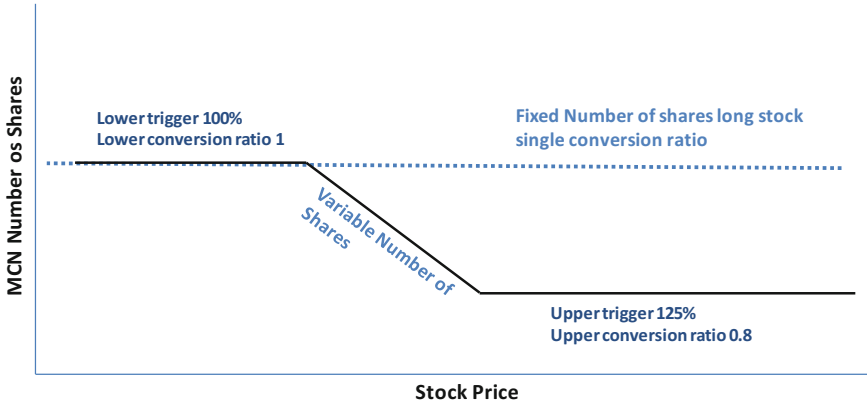 MCN Number os Shares
Lower trigger 100%
Lower conversion ratio 1
Fixed Number of shares long stock
single conversion ratio
Variable Number of
Shares
Upper trigger 125%
Upper conversion ratio 0.8
Stock Price